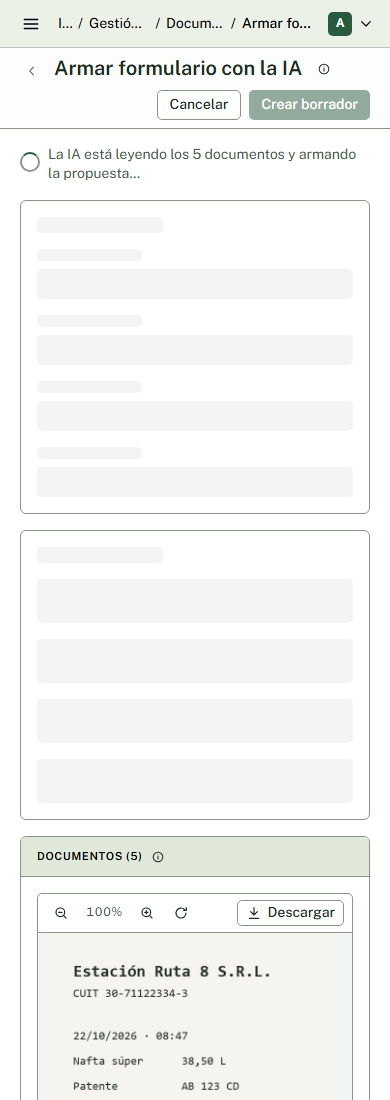 I... / Gestió... / Docum... / Armar fo... A
Armar formulario con la IA
Cancelar
Crear borrador
La IA está leyendo los 5 documentos y armando
la propuesta...
DOCUMENTOS (5)
100%
Descargar
Estación Ruta 8 S.R.L.
CUIT 30-71122334-3
22/10/2026 · 08:47
Nafta súper 38,50 L
Patente AB 123 CD